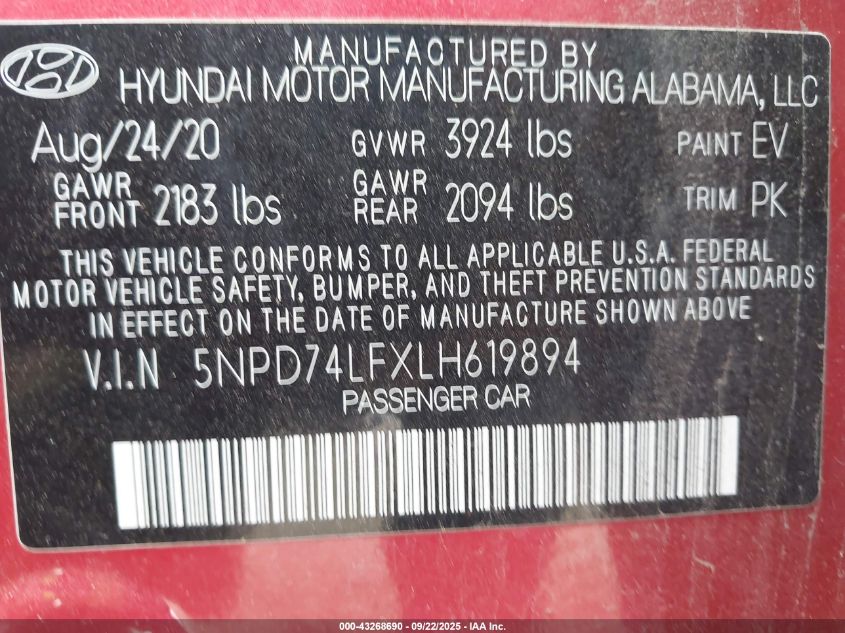 MANUFACTURED BY
HYUNDAI MOTOR MANUFACTURING ALABAMA, LLC
Aug/24/20 GVWR 3924 lbs PAINT EV
GAWR FRONT 2183 lbs GAWR REAR 2094 lbs TRIM PK
THIS VEHICLE CONFORMS TO ALL APPLICABLE U.S.A. FEDERAL
MOTOR VEHICLE SAFETY, BUMPER, AND THEFT PREVENTION STANDARDS
IN EFFECT ON THE DATE OF MANUFACTURE SHOWN ABOVE
V.I.N 5NPD74LFXLH619894
PASSENGER CAR
000-43268690 - 09/22/2025 - IAA Inc.